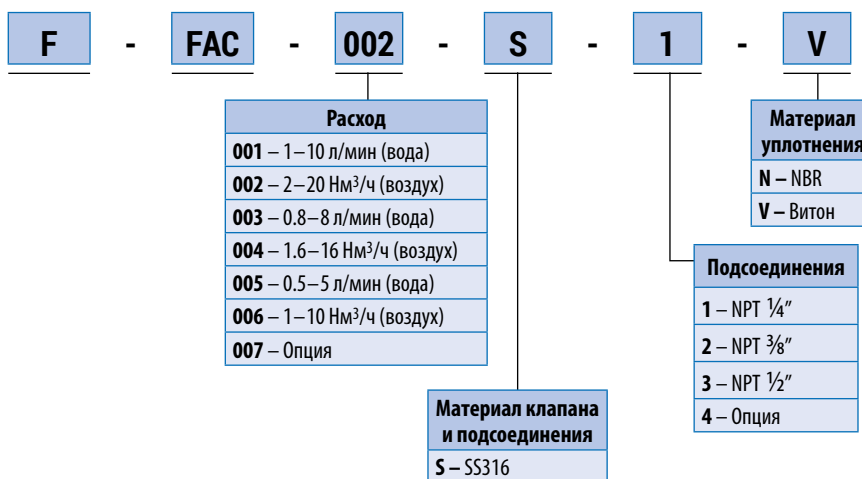 F - FAC - 002 - S - 1 - V
Расход
001 – 1–10 л/мин (вода)
002 – 2–20 Нм³/ч (воздух)
003 – 0.8–8 л/мин (вода)
004 – 1.6–16 Нм³/ч (воздух)
005 – 0.5–5 л/мин (вода)
006 – 1–10 Нм³/ч (воздух)
007 – Опция
Материал клапана
и подсоединения
S – SS316
Подсоединения
1 – NPT ¼"
2 – NPT ⅜"
3 – NPT ½"
4 – Опция
Материал
уплотнения
N – NBR
V – Витон